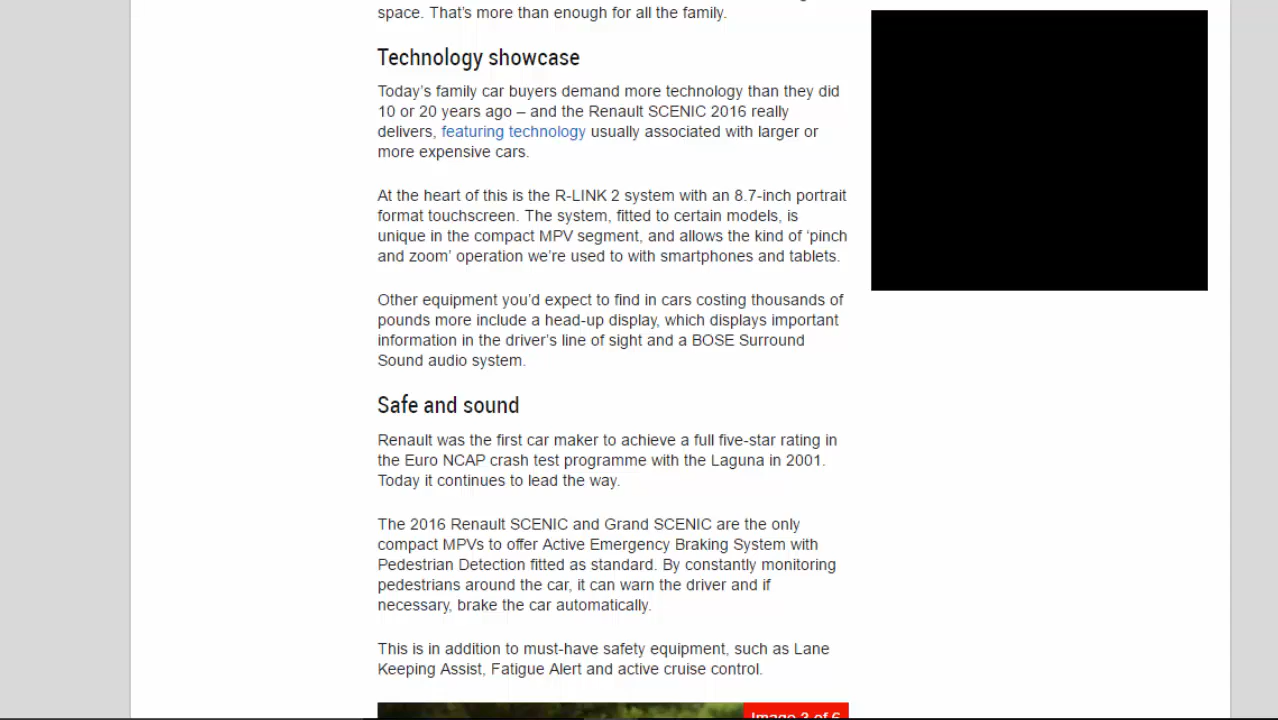 space. That’s more than enough for all the family.
Technology showcase
Today’s family car buyers demand more technology than they did
10 or 20 years ago – and the Renault SCENIC 2016 really
delivers, featuring technology usually associated with larger or
more expensive cars.
At the heart of this is the R-LINK 2 system with an 8.7-inch portrait
format touchscreen. The system, fitted to certain models, is
unique in the compact MPV segment, and allows the kind of ‘pinch
and zoom’ operation we’re used to with smartphones and tablets.
Other equipment you’d expect to find in cars costing thousands of
pounds more include a head-up display, which displays important
information in the driver’s line of sight and a BOSE Surround
Sound audio system.
Safe and sound
Renault was the first car maker to achieve a full five-star rating in
the Euro NCAP crash test programme with the Laguna in 2001.
Today it continues to lead the way.
The 2016 Renault SCENIC and Grand SCENIC are the only
compact MPVs to offer Active Emergency Braking System with
Pedestrian Detection fitted as standard. By constantly monitoring
pedestrians around the car, it can warn the driver and if
necessary, brake the car automatically.
This is in addition to must-have safety equipment, such as Lane
Keeping Assist, Fatigue Alert and active cruise control.
Image 3 of 6